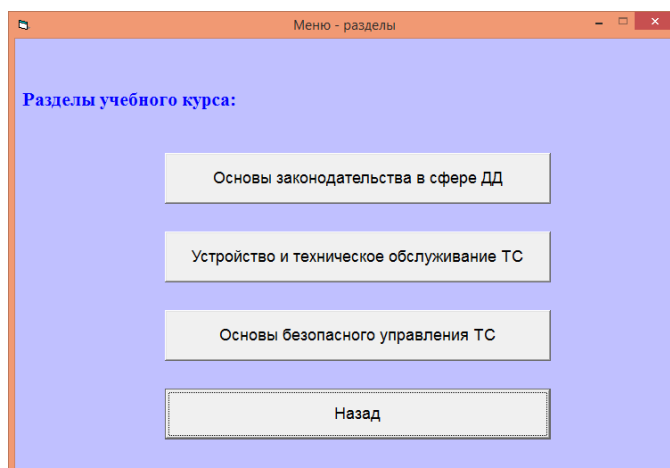 Меню - разделы
Разделы учебного курса:
Основы законодательства в сфере ДД
Устройство и техническое обслуживание ТС
Основы безопасного управления ТС
Назад